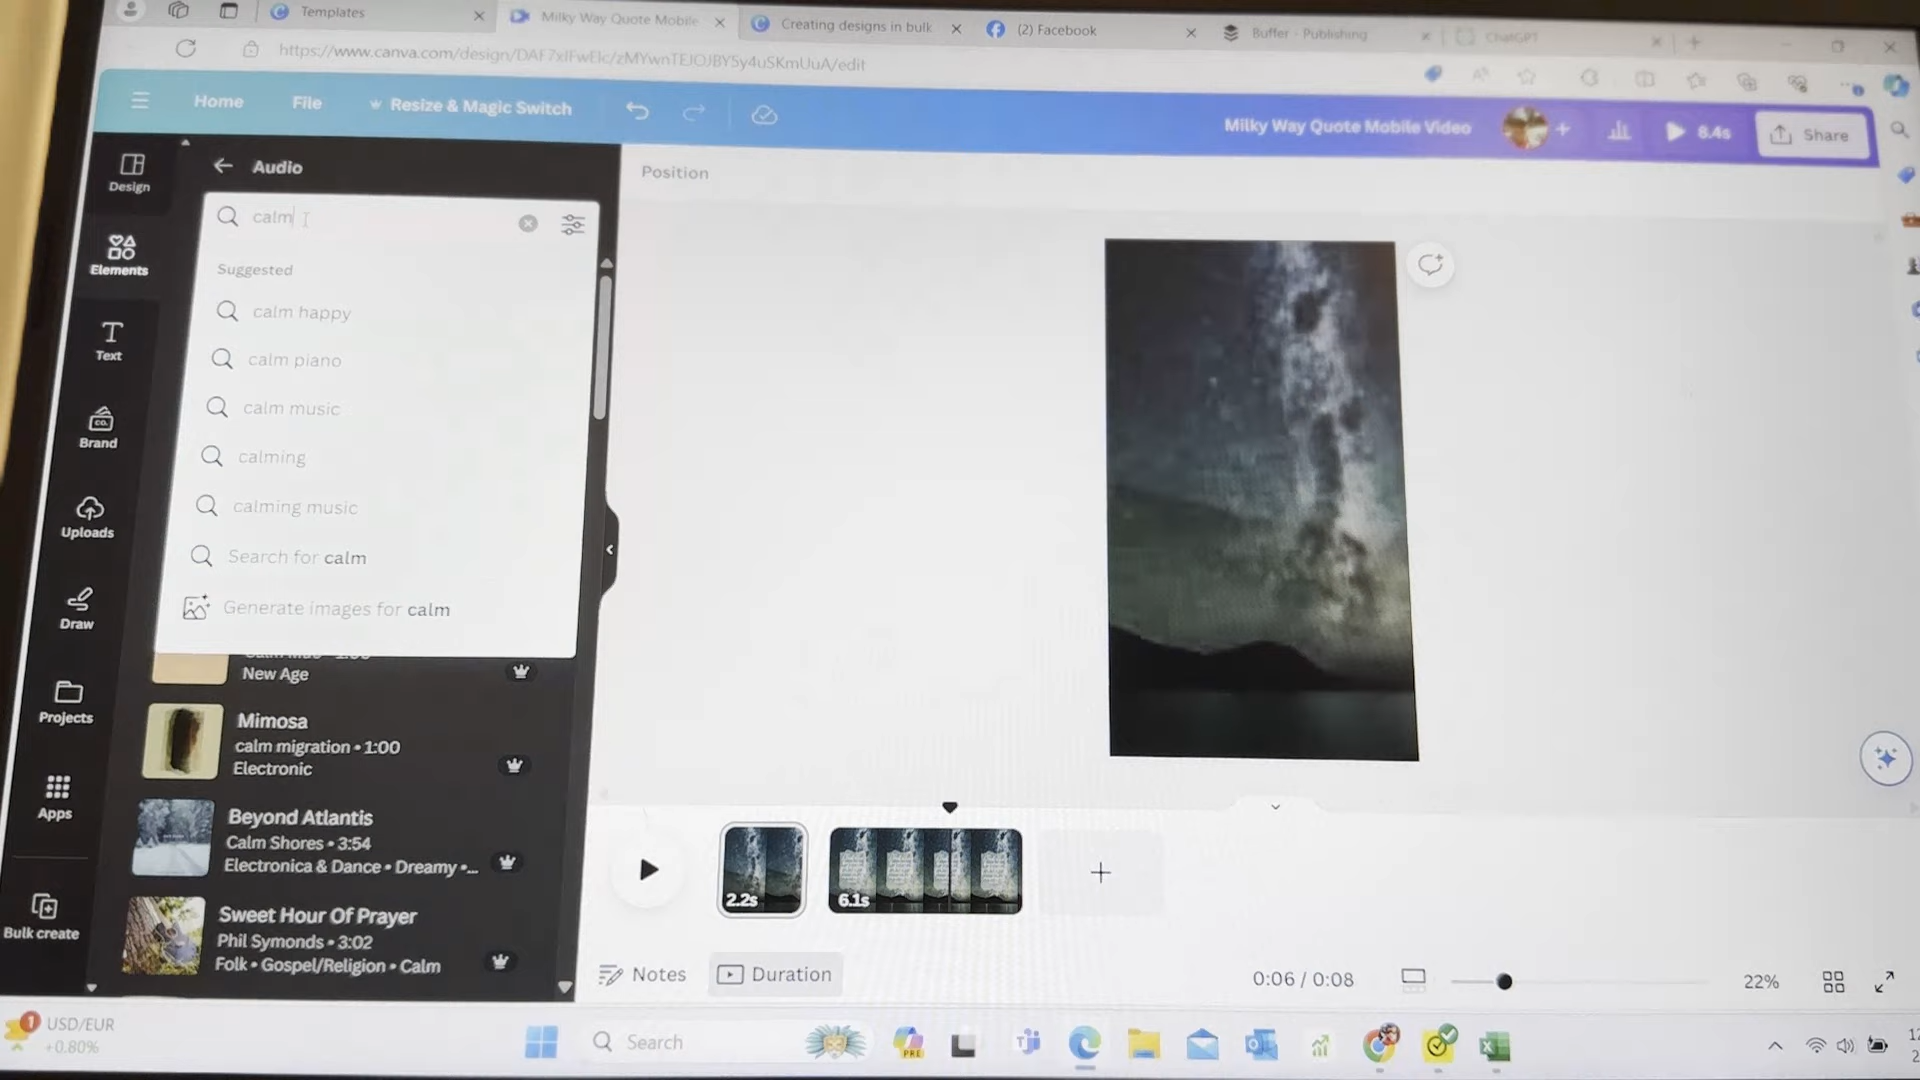 Templates
Milky Way Quote Mobile
Creating designs in bulk
(2) Facebook
Buffer - Publishing
ChatGPT
Home
File
Resize & Magic Switch
Milky Way Quote Mobile Video
8.4s
Share
Design
Elements
Text
Brand
Uploads
Draw
Projects
Apps
Bulk create
Audio
calm
Suggested
calm happy
calm piano
calm music
calming
calming music
Search for calm
Generate images for calm
New Age
Mimosa
calm migration • 1:00
Electronic
Beyond Atlantis
Calm Shores • 3:54
Electronica & Dance • Dreamy •...
Sweet Hour Of Prayer
Phil Symonds • 3:02
Folk • Gospel/Religion • Calm
Position
2.2s
6.1s
Notes
Duration
0:06 / 0:08
22%
USD/EUR
+0.80%
Search
PRE